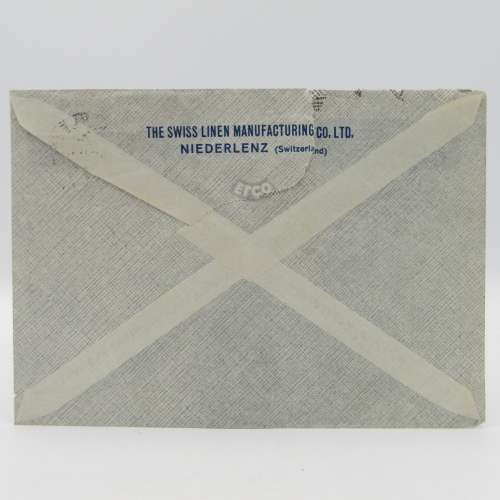 THE SWISS LINEN MANUFACTURING CO. LTD.
NIEDERLENZ (Switzerland)
ETCO